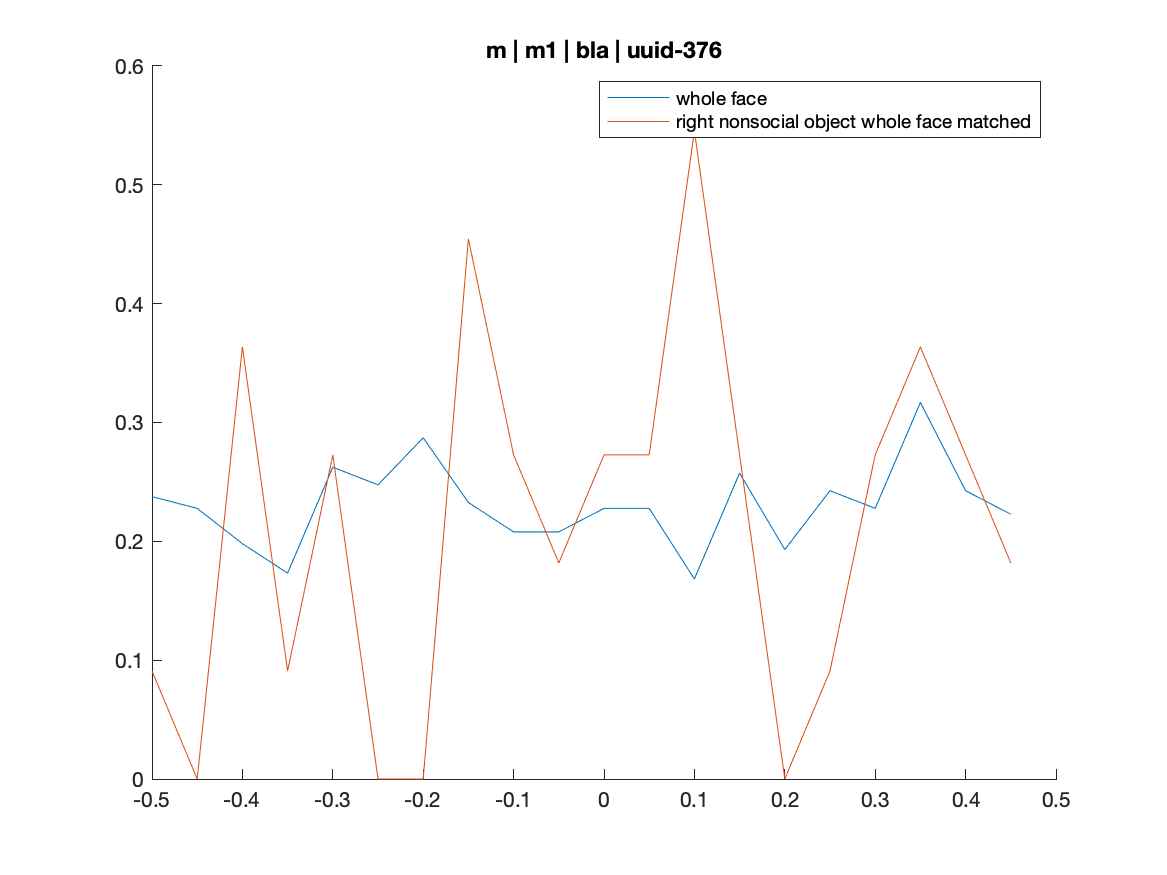 m | m1 | bla | uuid-376
0.6
whole face
right nonsocial object whole face matched
0.5
0.4
0.3
0.2
0.1
0
-0.5 -0.4 -0.3 -0.2 -0.1 0 0.1 0.2 0.3 0.4 0.5